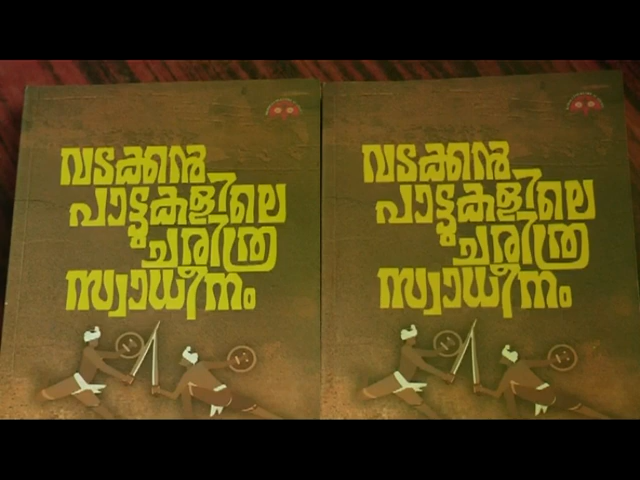 വടക്കൻ
പാട്ടുകളിലെ
ചരിത്ര
സ്വാധീനം
വടക്കൻ
പാട്ടുകളിലെ
ചരിത്ര
സ്വാധീനം